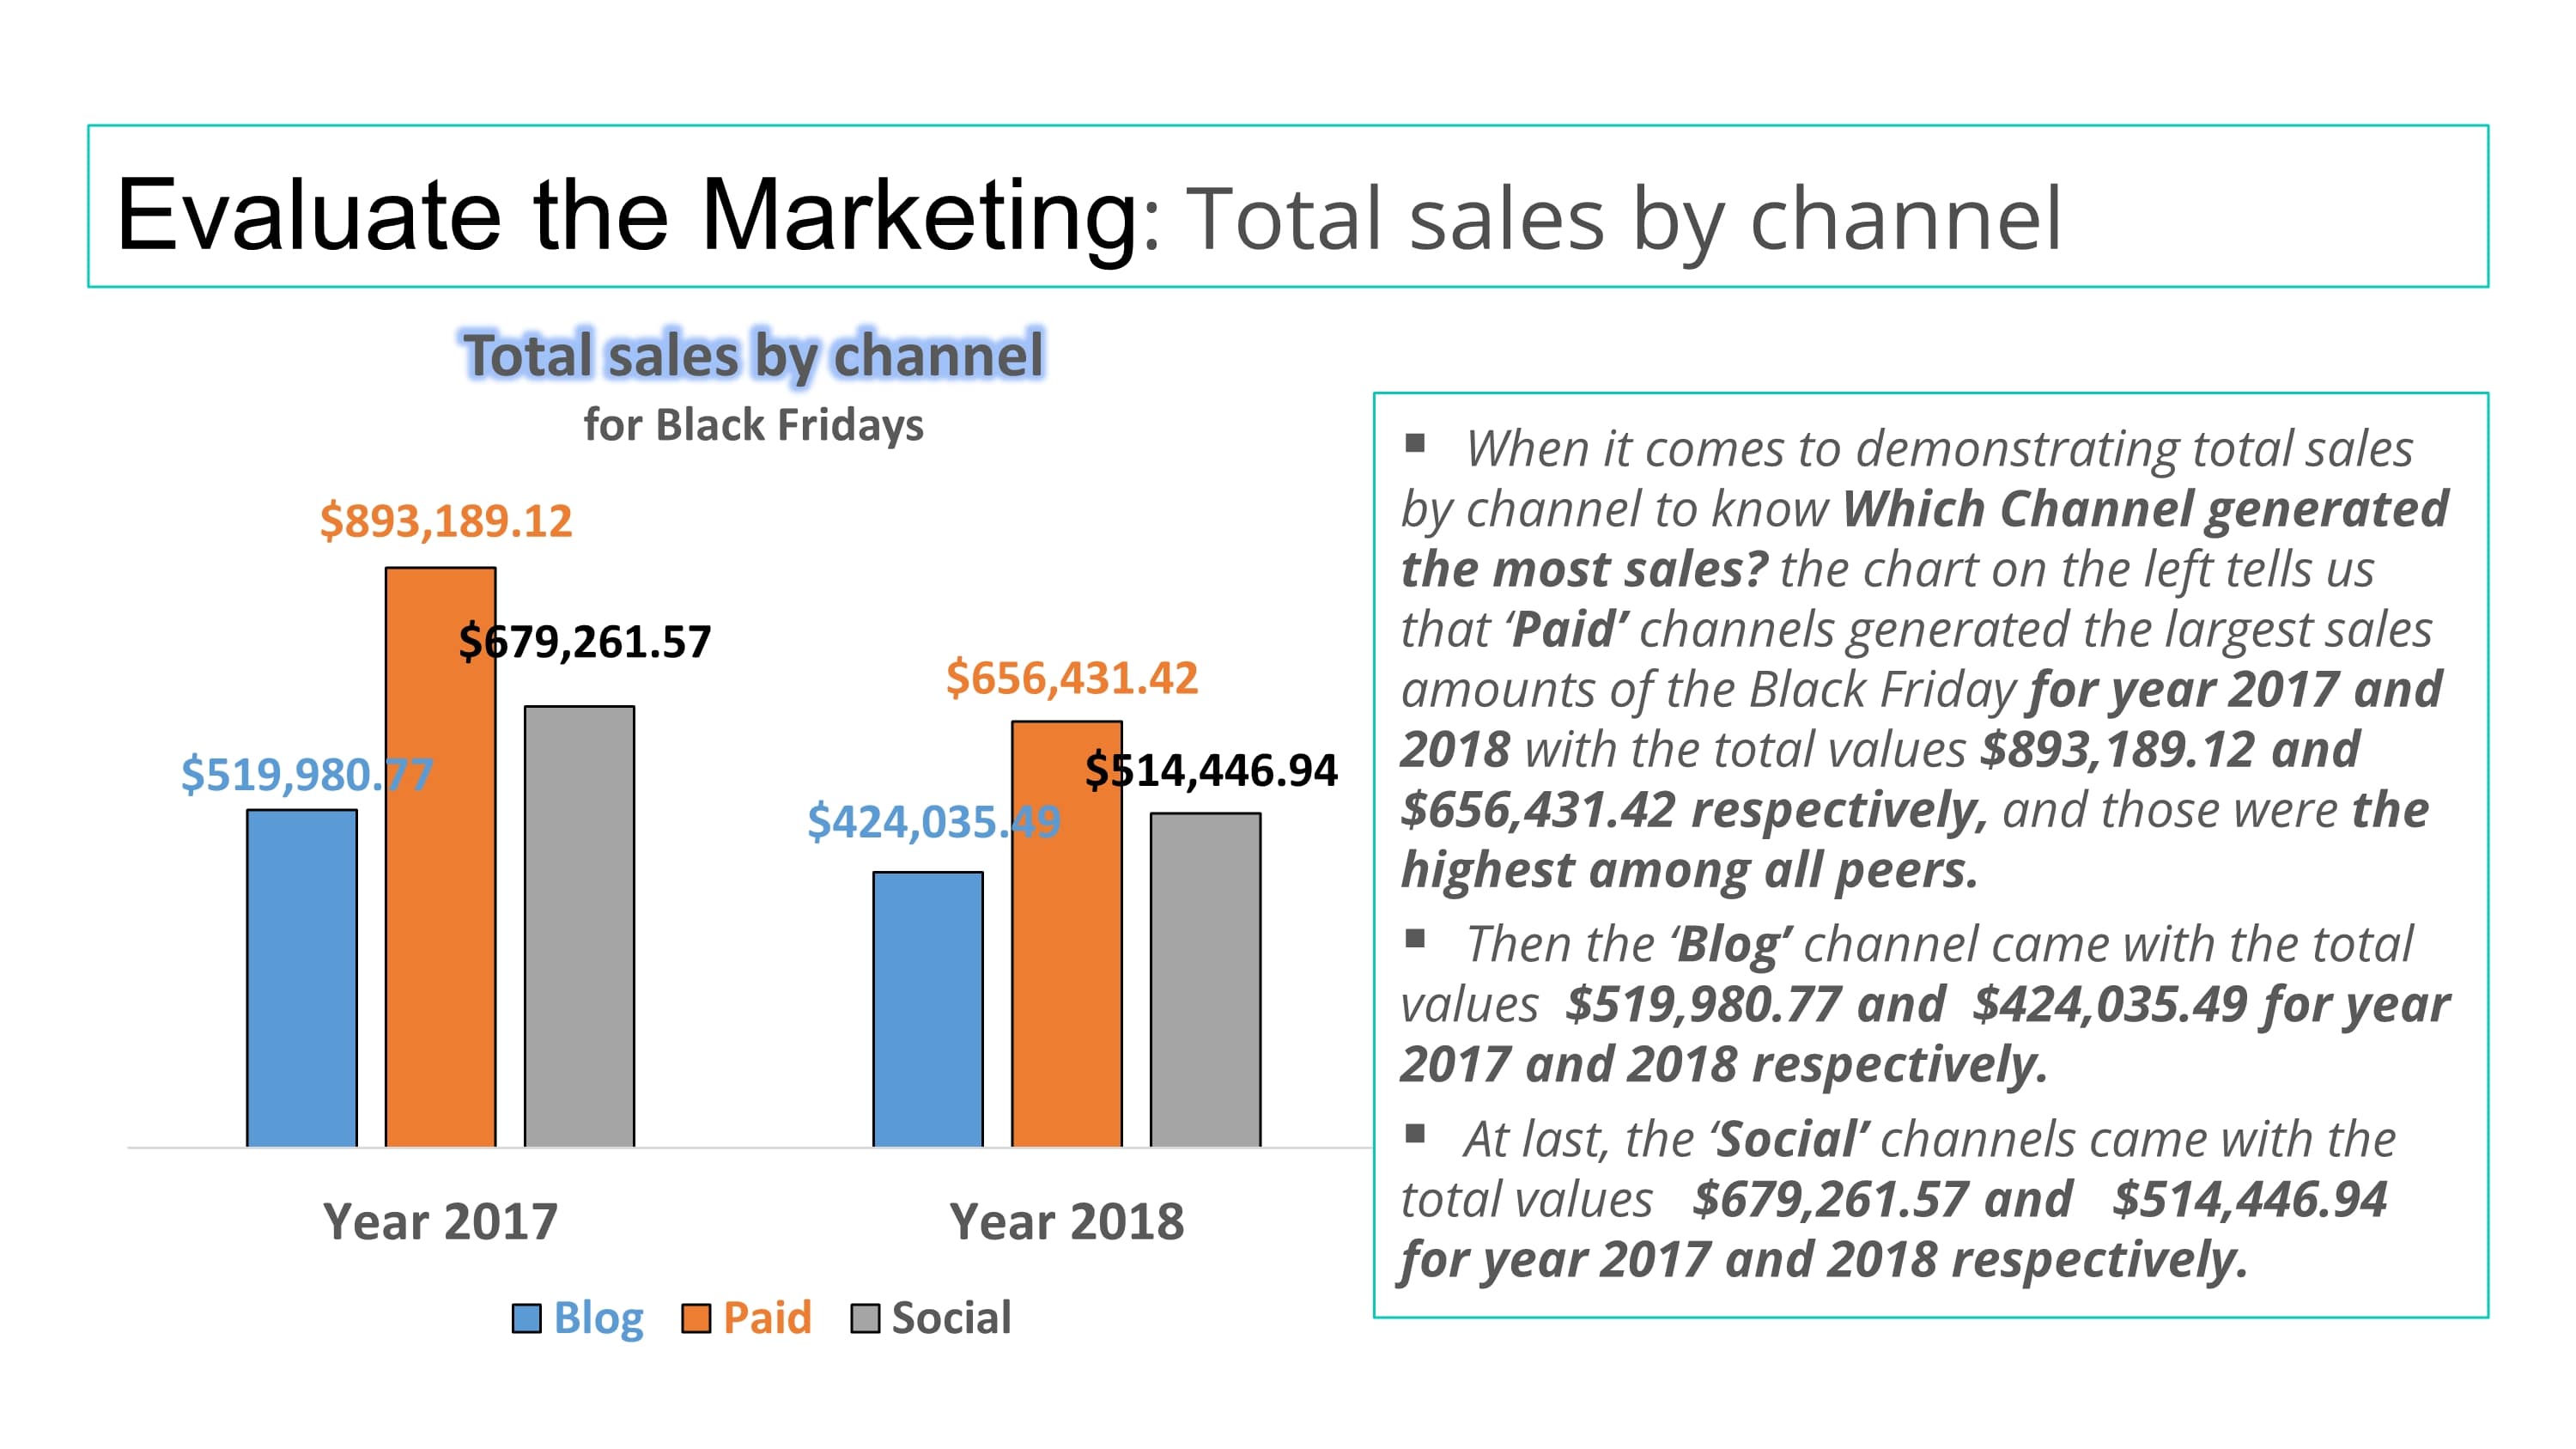 Evaluate the Marketing: Total sales by channel
Total sales by channel
for Black Fridays
$893,189.12
$679,261.57
$519,980.77
$656,431.42
$514,446.94
$424,035.49
Year 2017
Year 2018
Blog
Paid
Social
▪ When it comes to demonstrating total sales
by channel to know Which Channel generated
the most sales? the chart on the left tells us
that ‘Paid’ channels generated the largest sales
amounts of the Black Friday for year 2017 and
2018 with the total values $893,189.12 and
$656,431.42 respectively, and those were the
highest among all peers.
▪ Then the ‘Blog’ channel came with the total
values $519,980.77 and $424,035.49 for year
2017 and 2018 respectively.
▪ At last, the ‘Social’ channels came with the
total values $679,261.57 and $514,446.94
for year 2017 and 2018 respectively.